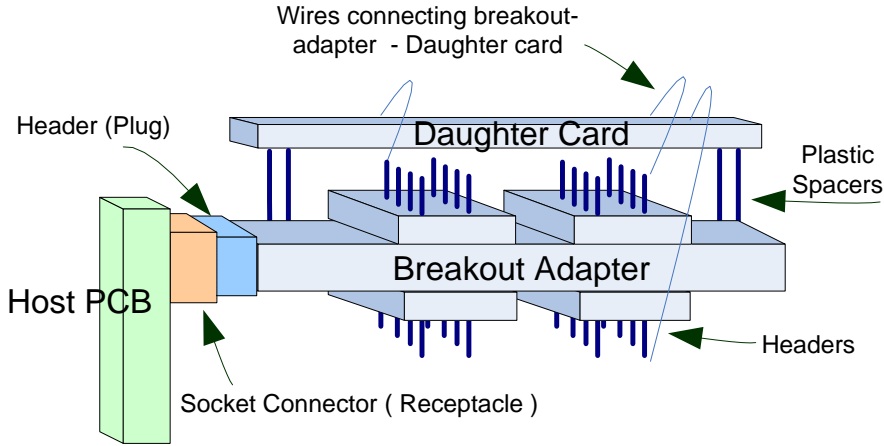 Wires connecting breakout-
adapter - Daughter card
Header (Plug)
Daughter Card
Plastic
Spacers
Breakout Adapter
Host PCB
Headers
Socket Connector ( Receptacle )